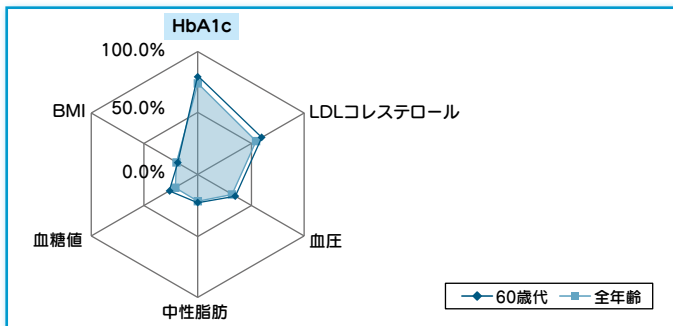 HbA1c
100.0%
50.0%
0.0%
BMI
LDLコレステロール
血糖値
血圧
中性脂肪
60歳代
全年齢